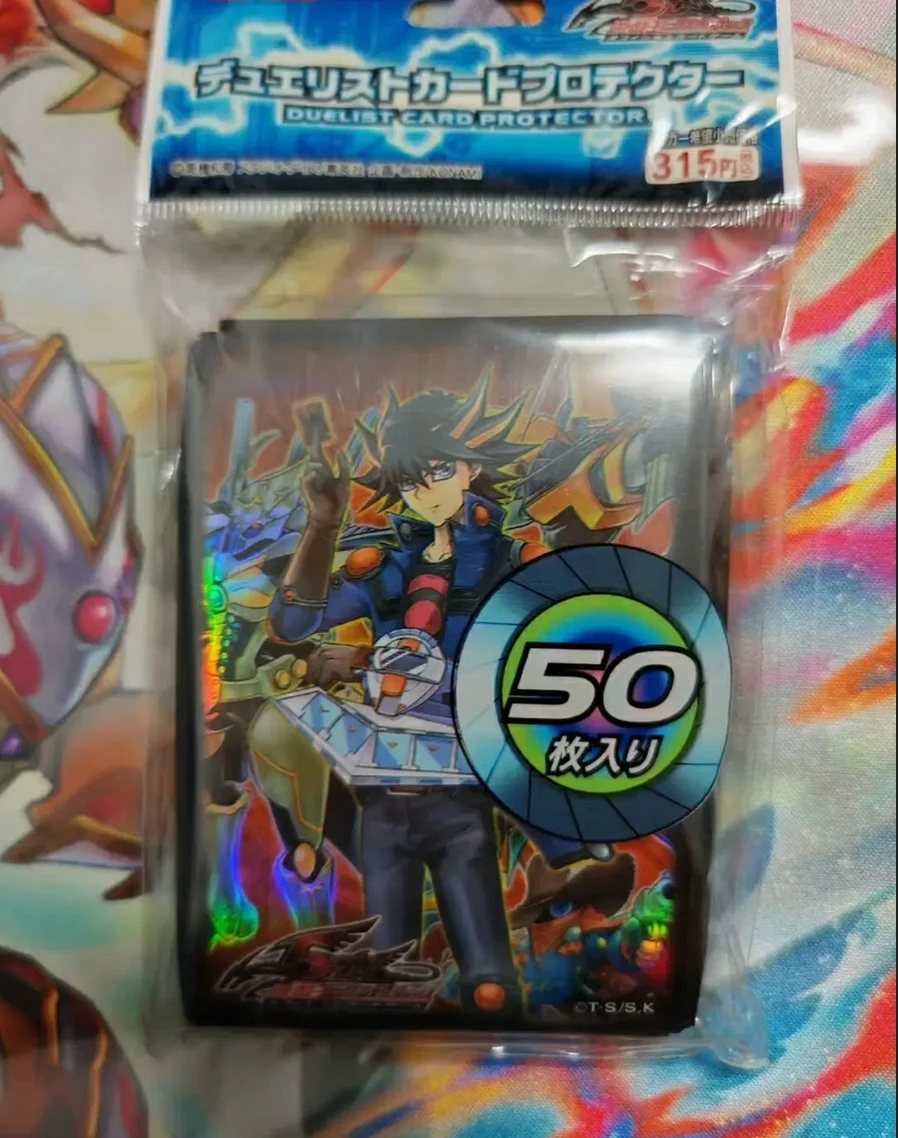 デュエリストカードプロテクター
DUELIST CARD PROTECTOR
315円
50
枚入り
©T·S/S.K